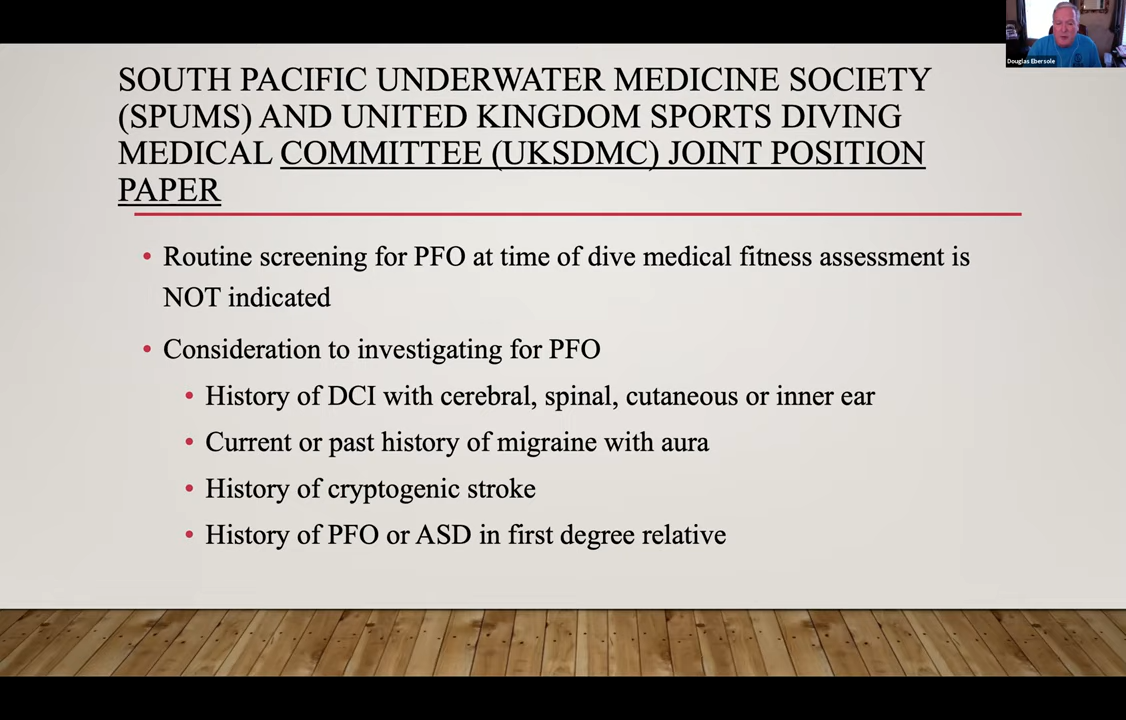 Douglas Ebersole
SOUTH PACIFIC UNDERWATER MEDICINE SOCIETY
(SPUMS) AND UNITED KINGDOM SPORTS DIVING
MEDICAL COMMITTEE (UKSDMC) JOINT POSITION
PAPER
• Routine screening for PFO at time of dive medical fitness assessment is
NOT indicated
• Consideration to investigating for PFO
• History of DCI with cerebral, spinal, cutaneous or inner ear
• Current or past history of migraine with aura
• History of cryptogenic stroke
• History of PFO or ASD in first degree relative